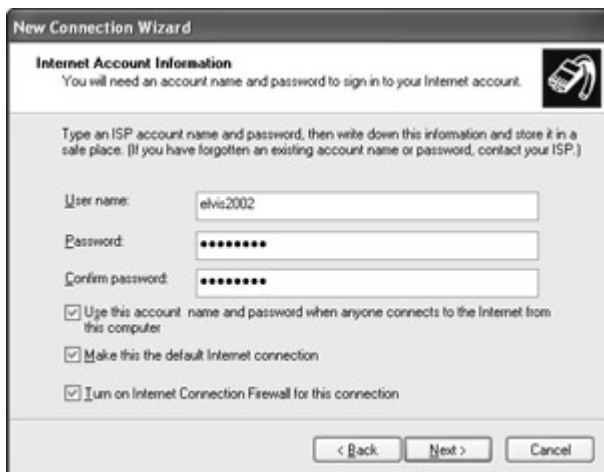 New Connection Wizard
Internet Account Information
You will need an account name and password to sign in to your Internet account.
Type an ISP account name and password, then write down this information and store it in a
safe place. (If you have forgotten an existing account name or password, contact your ISP.)
User name:
elvis2002
Password:
●●●●●●●●
Confirm password:
●●●●●●●●
Use this account name and password when anyone connects to the Internet from
this computer
Make this the default Internet connection
Turn on Internet Connection Firewall for this connection
< Back
Next >
Cancel